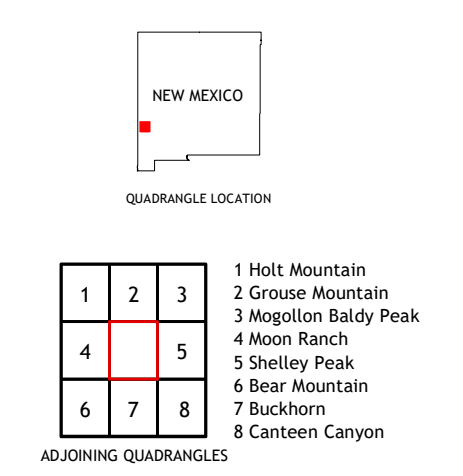 NEW MEXICO
QUADRANGLE LOCATION
1 2 3
4 5
6 7 8
ADJOINING QUADRANGLES
1 Holt Mountain
2 Grouse Mountain
3 Mogollon Baldy Peak
4 Moon Ranch
5 Shelley Peak
6 Bear Mountain
7 Buckhorn
8 Canteen Canyon